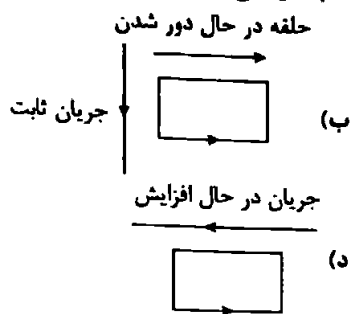 حلقه در حال دور شدن
جریان ثابت
ب)
جریان در حال افزایش
د)